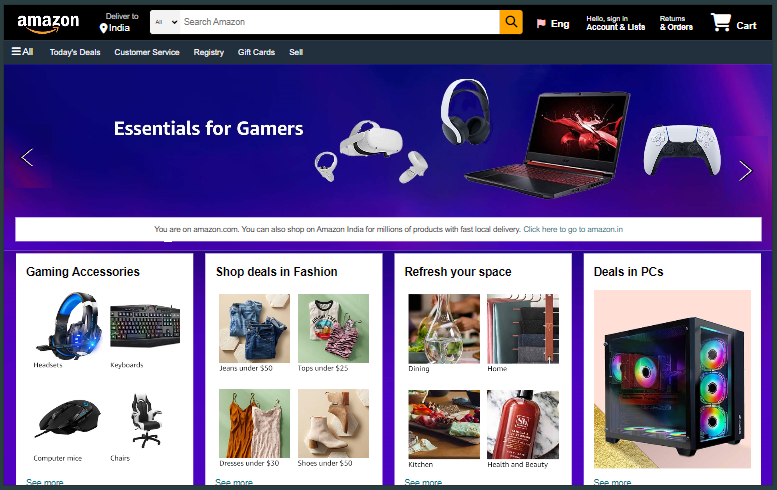 amazon
Deliver to
India
All
Search Amazon
Eng
Hello, sign in
Account & Lists
Returns
& Orders
Cart
All
Today's Deals
Customer Service
Registry
Gift Cards
Sell
Essentials for Gamers
You are on amazon.com. You can also shop on Amazon India for millions of products with fast local delivery. Click here to go to amazon.in
Gaming Accessories
Headsets
Keyboards
Computer mice
Chairs
See more
Shop deals in Fashion
Jeans under $50
Tops under $25
Dresses under $30
Shoes under $50
See more
Refresh your space
Dining
Home
Kitchen
Health and Beauty
See more
Deals in PCs
See more